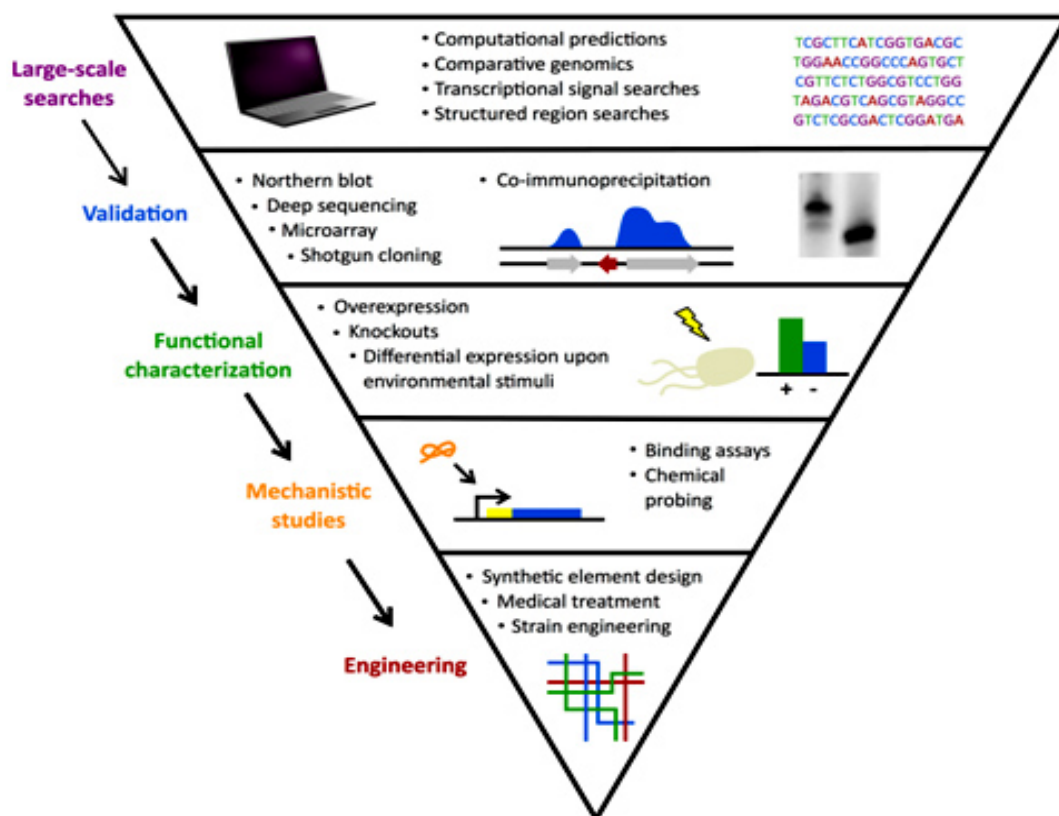 Large-scale
searches
• Computational predictions
• Comparative genomics
• Transcriptional signal searches
• Structured region searches
TCGCTTCATCGGTGACGC
TGGAACCGGCCCAGTGCT
CGTTCTCTGGCGTCCTGG
TAGACGTCAGCGTAGGCC
GTCTCGCGACTCGGATGA
Validation
• Northern blot
• Deep sequencing
• Microarray
• Shotgun cloning
• Co-immunoprecipitation
Functional
characterization
• Overexpression
• Knockouts
• Differential expression upon
environmental stimuli
+ -
Mechanistic
studies
• Binding assays
• Chemical
probing
Engineering
• Synthetic element design
• Medical treatment
• Strain engineering